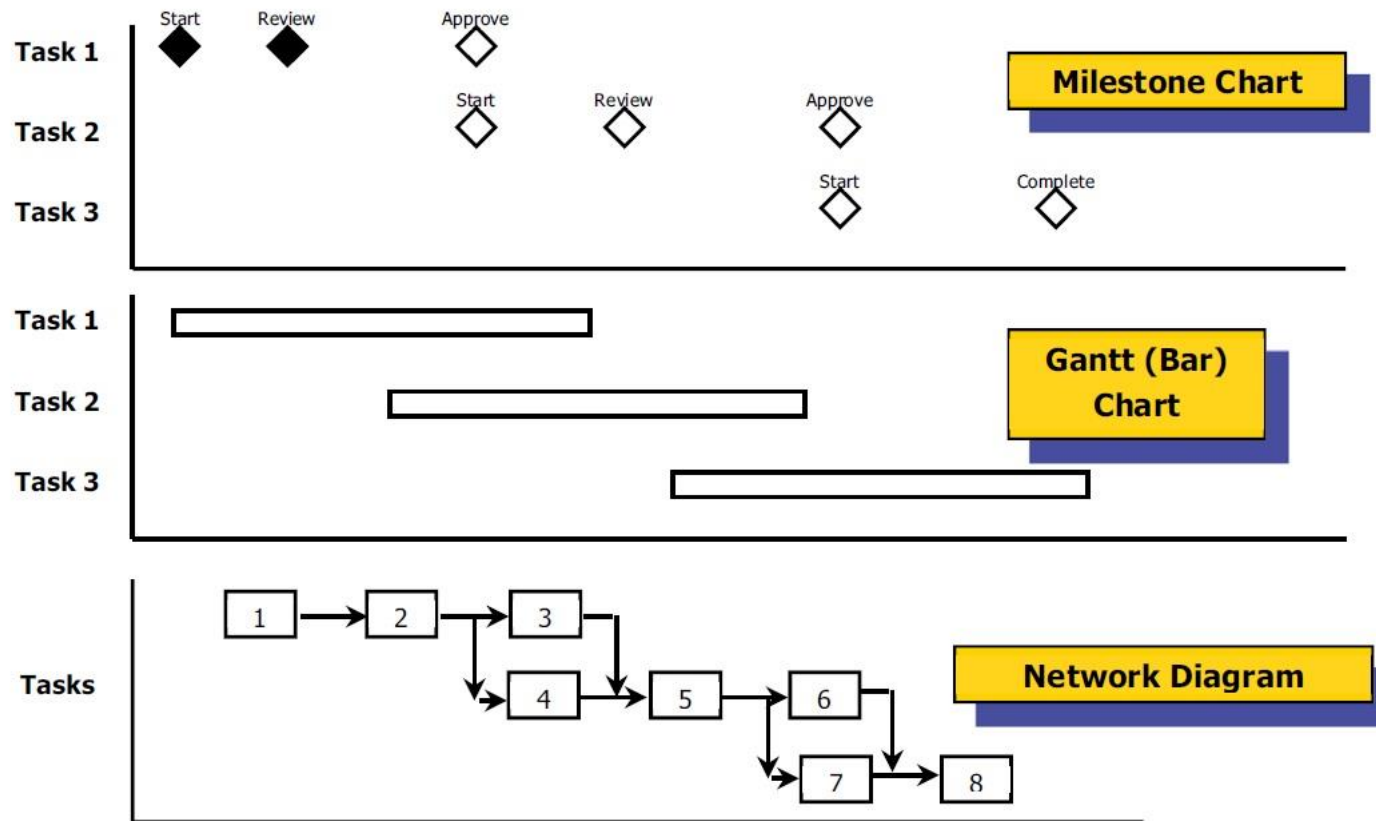 Start Review Approve
Task 1
Milestone Chart
Start Review Approve
Task 2
Start Complete
Task 3
Task 1
Gantt (Bar)
Chart
Task 2
Task 3
1 2 3
Tasks
4 5 6
Network Diagram
7 8